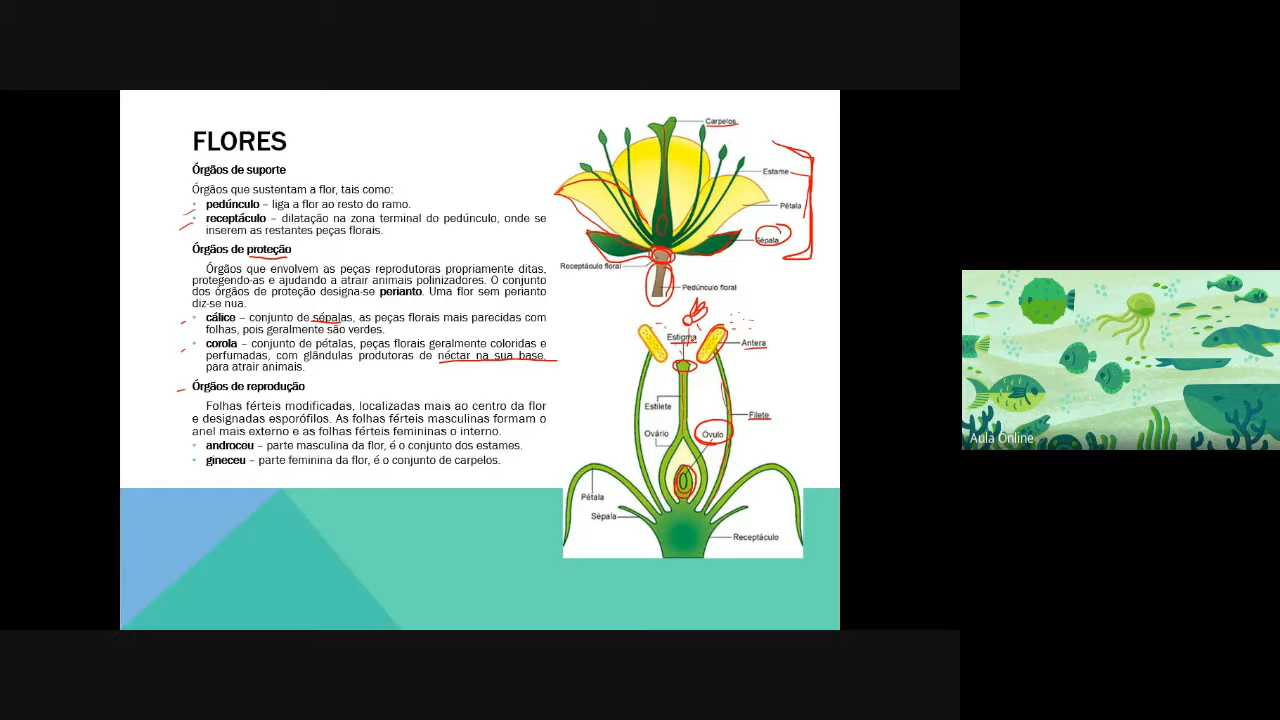 FLORES
Órgãos de suporte
Órgãos que sustentam a flor, tais como:
• pedúnculo – liga a flor ao resto do ramo.
• receptáculo – dilatação na zona terminal do pedúnculo, onde se
inserem as restantes peças florais.
Órgãos de proteção
Órgãos que envolvem as peças reprodutoras propriamente ditas,
protegendo-as e ajudando a atrair animais polinizadores. O conjunto
dos órgãos de proteção designa-se perianto. Uma flor sem perianto
diz-se nua.
• cálice – conjunto de sépalas, as peças florais mais parecidas com
folhas, pois geralmente são verdes.
• corola – conjunto de pétalas, peças florais geralmente coloridas e
perfumadas, com glândulas produtoras de néctar na sua base,
para atrair animais.
Órgãos de reprodução
Folhas férteis modificadas, localizadas mais ao centro da flor
e designadas esporófilos. As folhas férteis masculinas formam o
anel mais externo e as folhas férteis femininas o interno.
• androceu – parte masculina da flor, é o conjunto dos estames.
• gineceu – parte feminina da flor, é o conjunto de carpelos.
Carpelos
Estame
Pétala
Sépala
Receptáculo floral
Pedúnculo floral
Estigma
Antera
Estilete
Filete
Ovário
Óvulo
Pétala
Sépala
Receptáculo
Aula Online